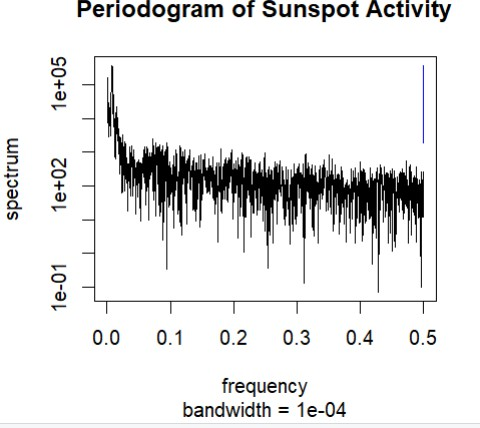 Periodogram of Sunspot Activity
spectrum
1e+05
1e+02
1e-01
0.0 0.1 0.2 0.3 0.4 0.5
frequency
bandwidth = 1e-04